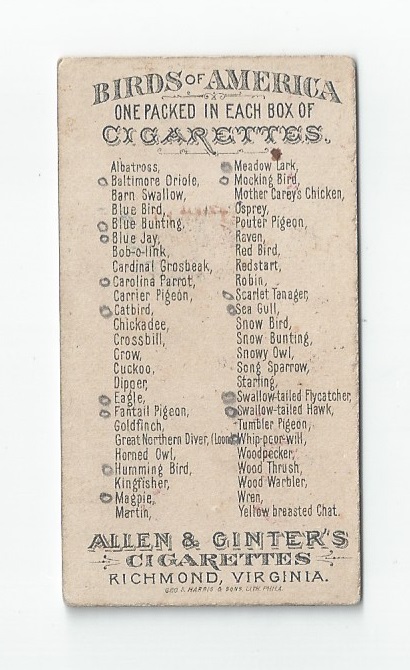 BIRDS OF AMERICA
ONE PACKED IN EACH BOX OF
CIGARETTES.
Albatross,
Baltimore Oriole,
Barn Swallow,
Blue Bird,
Blue Bunting,
Blue Jay,
Bob-o-link,
Cardinal Grosbeak,
Carolina Parrot,
Carrier Pigeon,
Catbird,
Chickadee,
Crossbill,
Crow,
Cuckoo,
Dipper,
Eagle,
Fantail Pigeon,
Goldfinch,
Great Northern Diver, (Loon)
Horned Owl,
Humming Bird,
Kingfisher,
Magpie,
Martin,
Meadow Lark,
Mocking Bird,
Mother Carey's Chicken,
Osprey,
Pouter Pigeon,
Raven,
Red Bird,
Redstart,
Robin,
Scarlet Tanager,
Sea Gull,
Snow Bird,
Snow Bunting,
Snowy Owl,
Song Sparrow,
Starling,
Swallow-tailed Flycatcher,
Swallow-tailed Hawk,
Tumbler Pigeon,
Whip-poor-will,
Woodpecker,
Wood Thrush,
Wood Warbler,
Wren,
Yellow breasted Chat.
ALLEN & GINTER'S
CIGARETTES
RICHMOND, VIRGINIA.
GEO. S. HARRIS & SONS, LITH. PHILA.